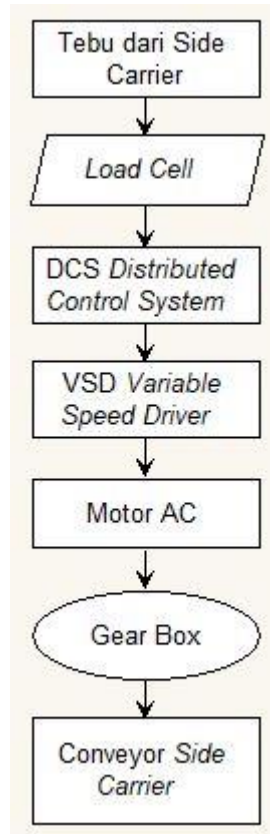 Tebu dari Side
Carrier
Load Cell
DCS Distributed
Control System
VSD Variable
Speed Driver
Motor AC
Gear Box
Conveyor Side
Carrier